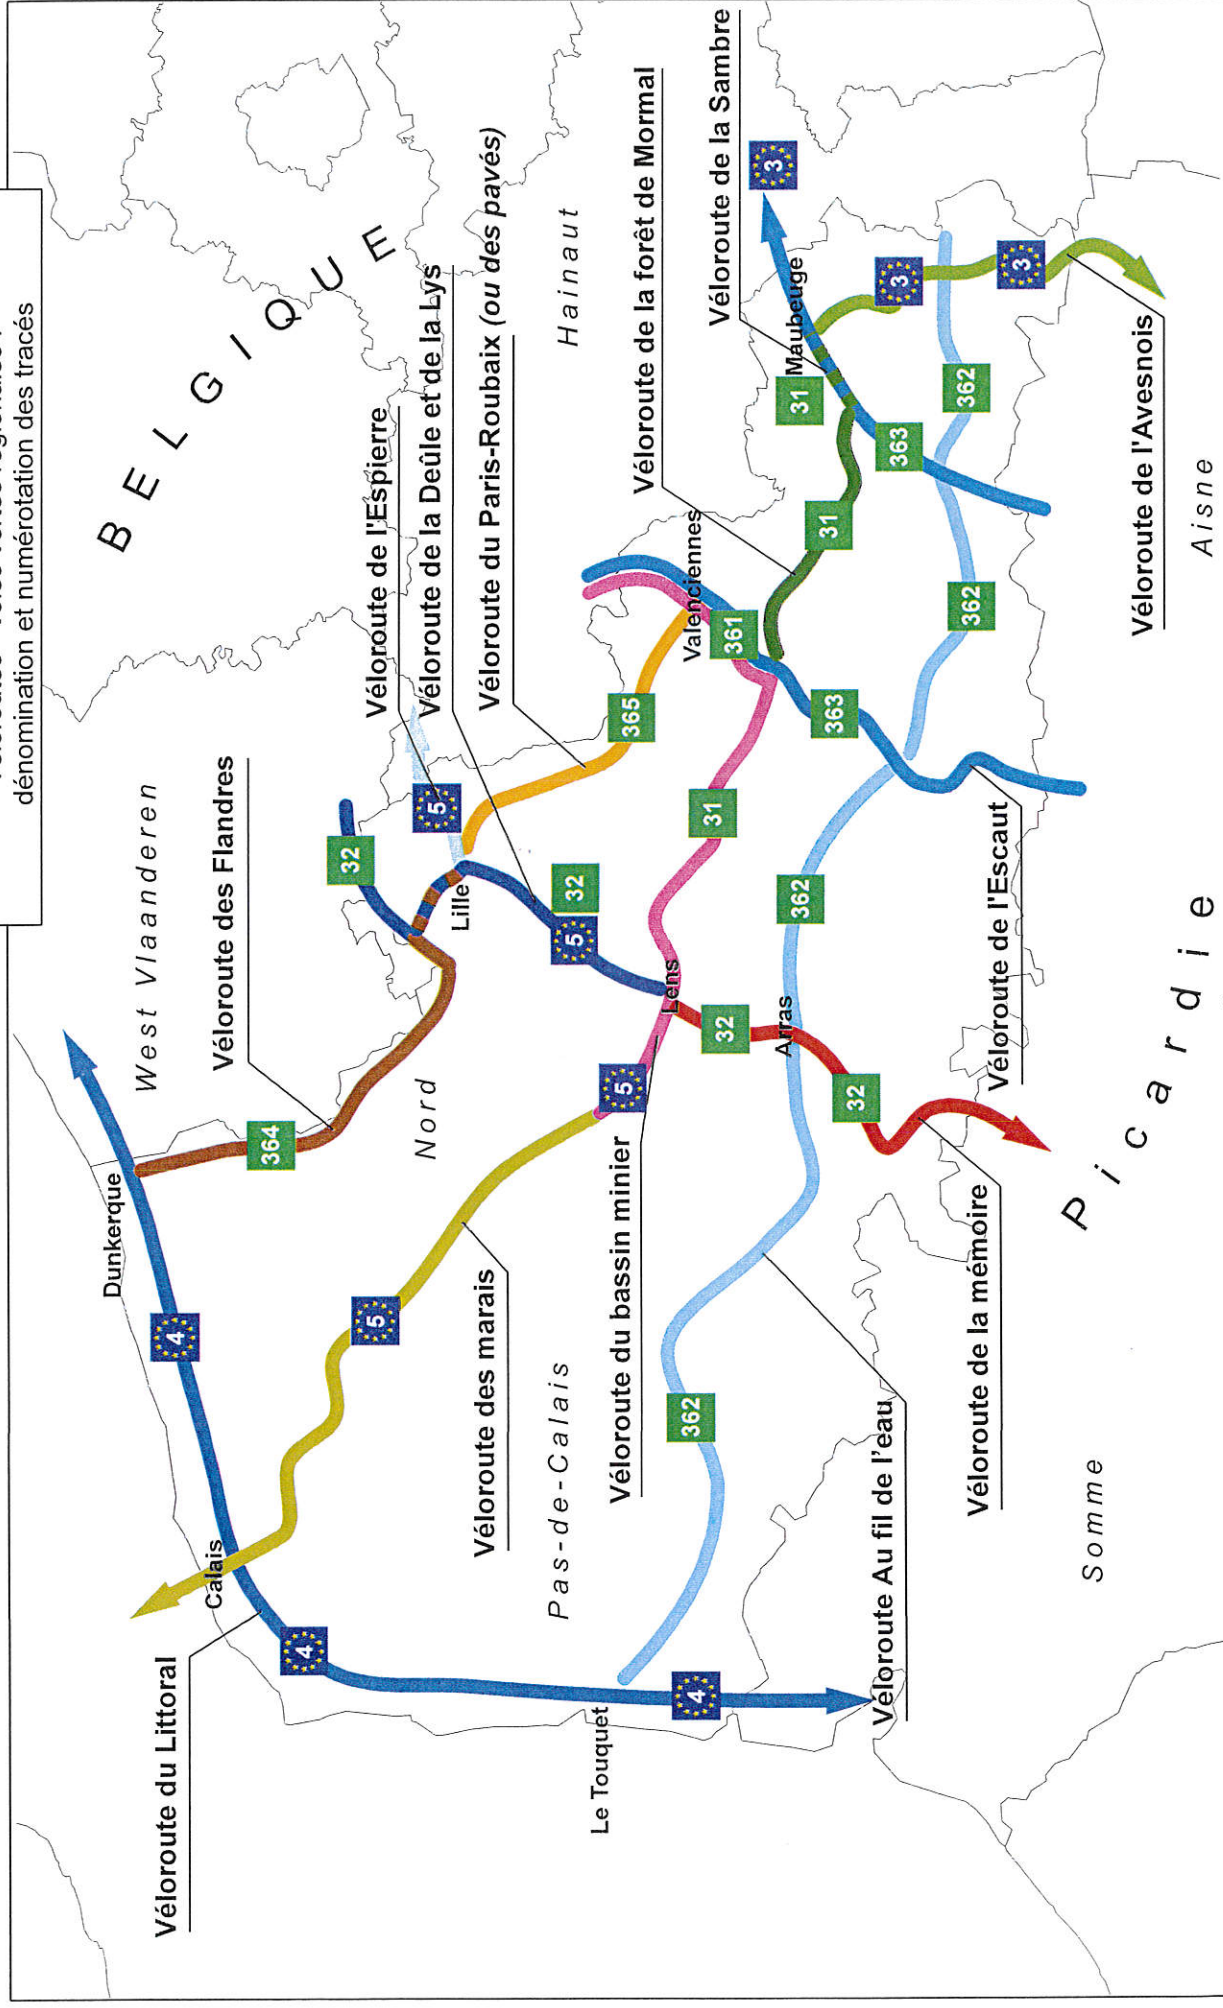 dénomination et numérotation des tracés
BELGIQUE
Dunkerque
West Vlaanderen
Véloroute du Littoral
4
Calais
Véloroute des Flandres
364
4
32
5
Véloroute de l'Espierre
Nord
Véloroute de la Deûle et de la Lys
5
Lille
Véloroute des marais
Véloroute du Paris-Roubaix (ou des pavés)
Pas-de-Calais
Hainaut
5
32
Le Touquet
Véloroute du bassin minier
5
365
Véloroute de la forêt de Mormal
Lens
362
Valenciennes
4
31
Véloroute de la Sambre
32
361
3
Arras
Maubeuge
31
362
31
363
32
Véloroute Au fil de l'eau
3
363
362
362
Véloroute de la mémoire
Véloroute de l'Escaut
3
Somme
Picardie
Véloroute de l'Avesnois
Aisne